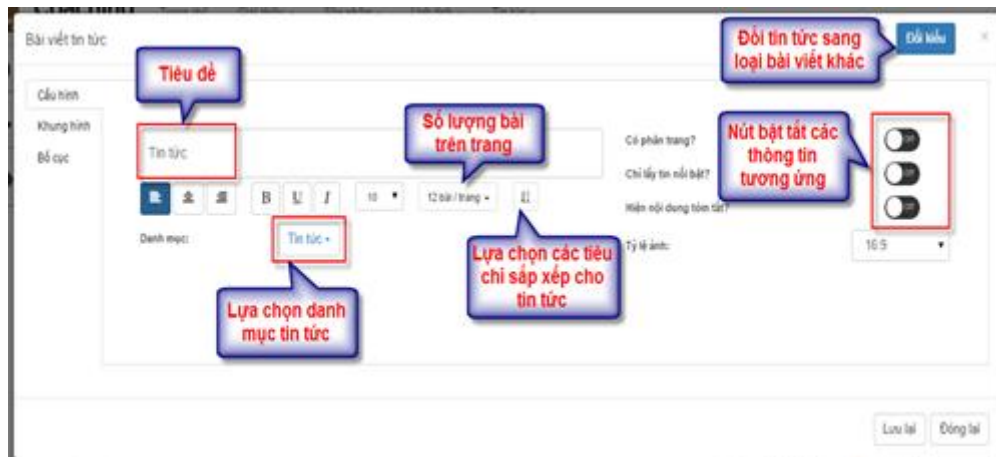 Bài viết tin tức
Đổi tin tức sang
loại bài viết khác
Đổi kiểu
Tiêu đề
Cấu hình
Khung hình
Bố cục
Tin tức
Số lượng bài
trên trang
Có phân trang?
Chỉ lấy tin nổi bật?
Hiện nội dung tóm tắt?
Nút bật tắt các
thông tin
tương ứng
B U I
10
12 bài / trang
Danh mục:
Tin tức
Tỷ lệ ảnh:
16:9
Lựa chọn các tiêu
chí sắp xếp cho
tin tức
Lựa chọn danh
mục tin tức
Lưu lại
Đóng lại